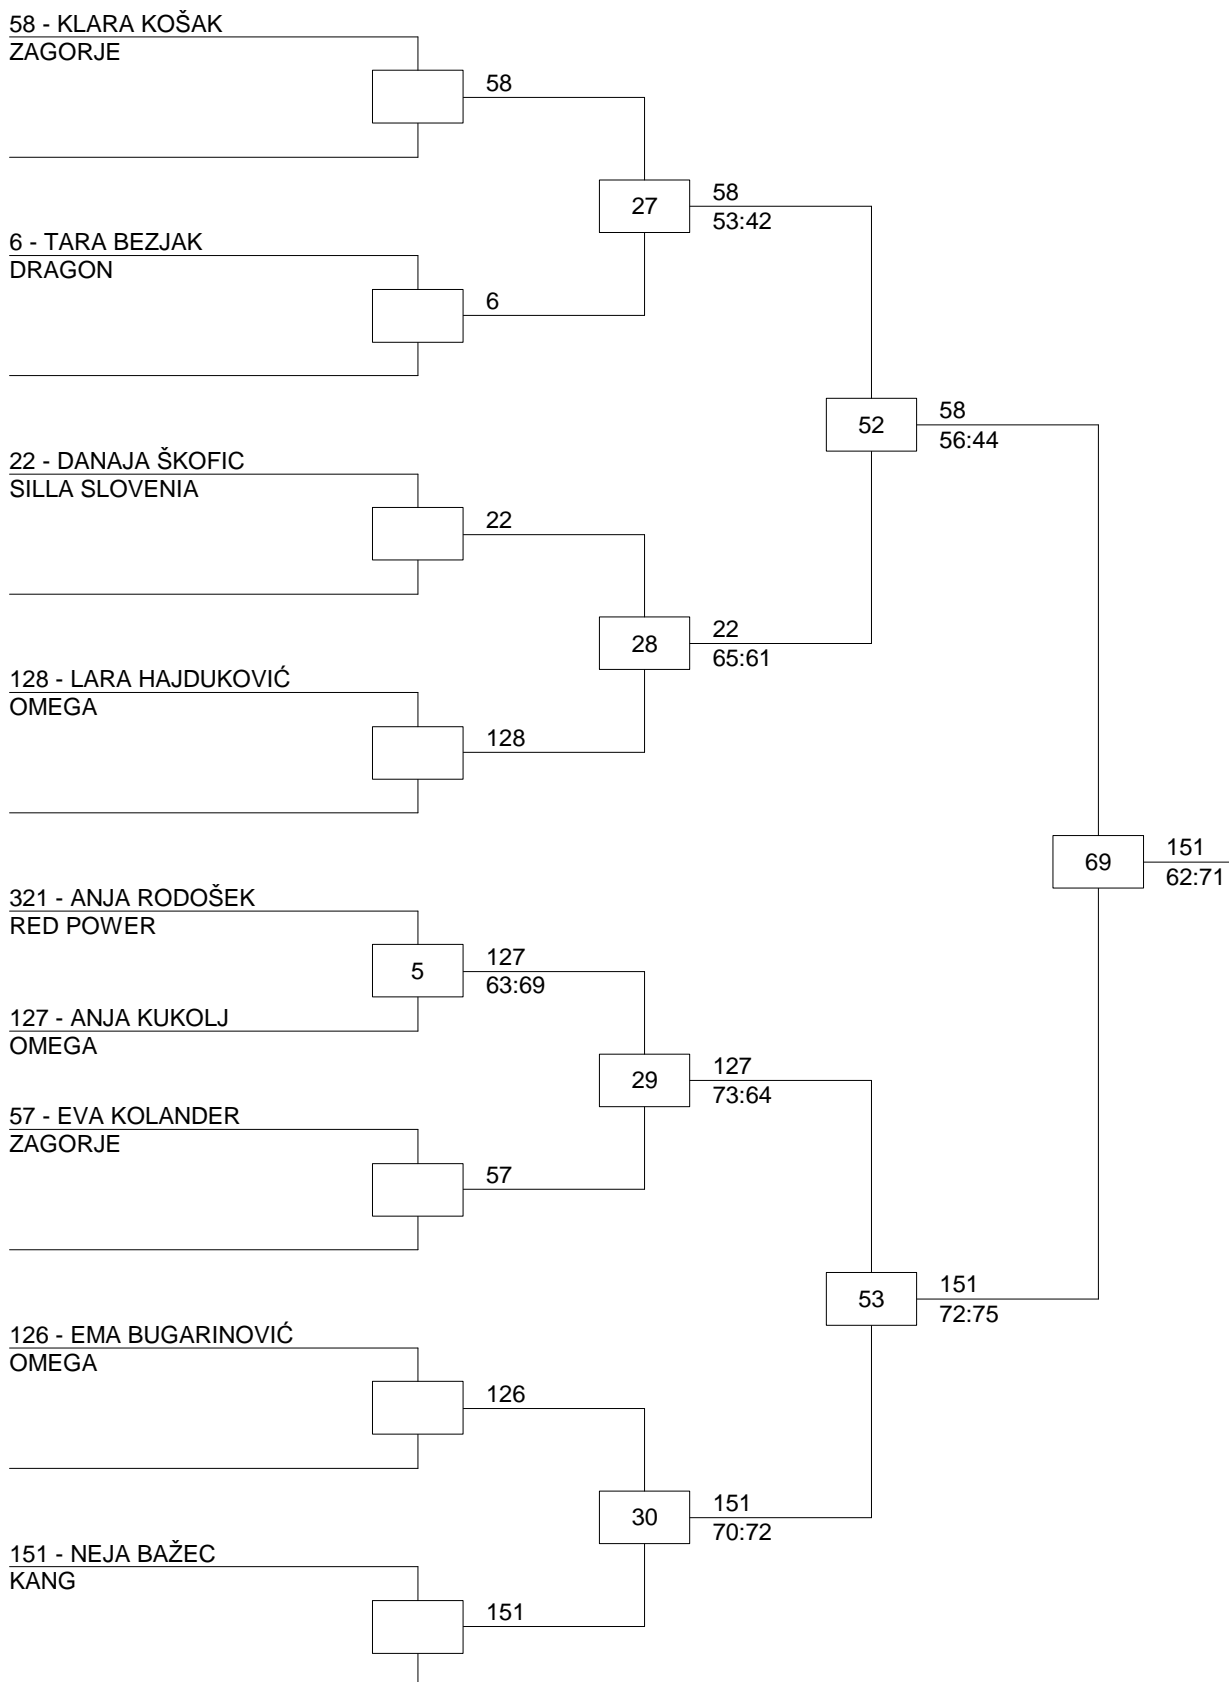 58 - KLARA KOŠAK
ZAGORJE
58
27
58
53:42
6 - TARA BEZJAK
DRAGON
6
52
58
56:44
22 - DANAJA ŠKOFIC
SILLA SLOVENIA
22
28
22
65:61
128 - LARA HAJDUKOVIĆ
OMEGA
128
69
151
62:71
321 - ANJA RODOŠEK
RED POWER
5
127
63:69
127 - ANJA KUKOLJ
OMEGA
29
127
73:64
57 - EVA KOLANDER
ZAGORJE
57
53
151
72:75
126 - EMA BUGARINOVIĆ
OMEGA
126
30
151
70:72
151 - NEJA BAŽEC
KANG
151